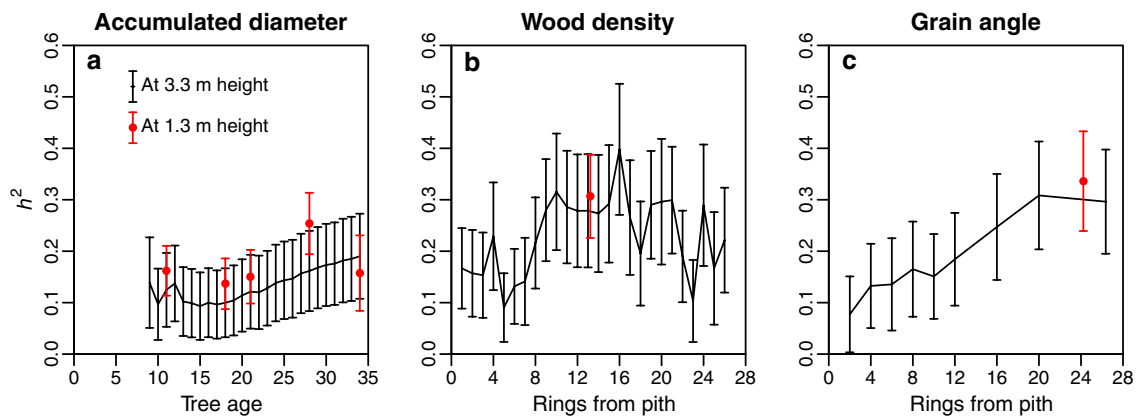 Accumulated diameter
Wood density
Grain angle
a
b
c
At 3.3 m height
At 1.3 m height
h²
0.0 0.1 0.2 0.3 0.4 0.5 0.6
0 5 10 15 20 25 30 35
Tree age
0.0 0.1 0.2 0.3 0.4 0.5 0.6
0 4 8 12 16 20 24 28
Rings from pith
0.0 0.1 0.2 0.3 0.4 0.5 0.6
0 4 8 12 16 20 24 28
Rings from pith